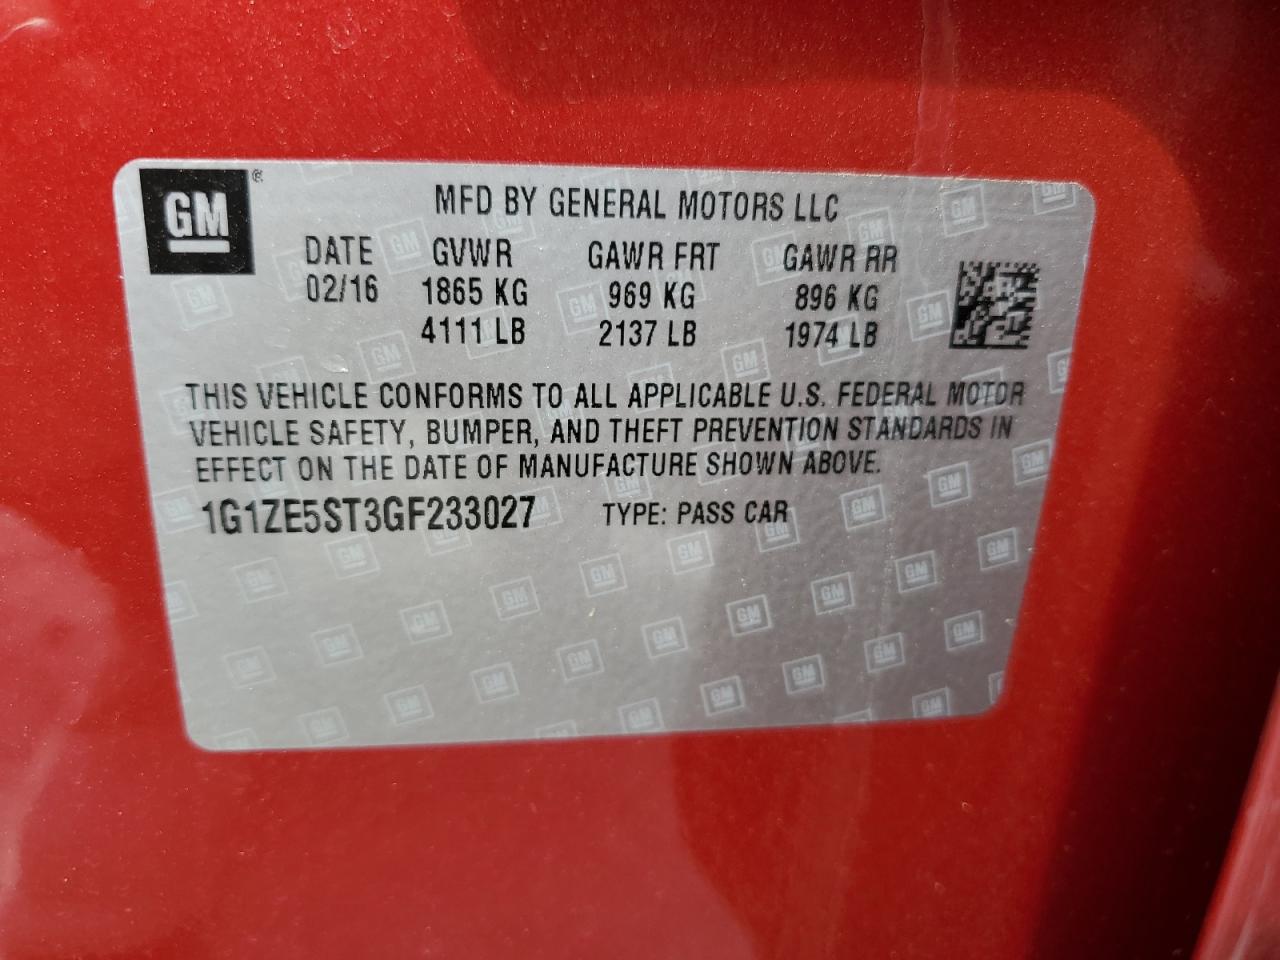 GM ®
MFD BY GENERAL MOTORS LLC
DATE GVWR GAWR FRT GAWR RR
02/16 1865 KG 969 KG 896 KG
4111 LB 2137 LB 1974 LB
THIS VEHICLE CONFORMS TO ALL APPLICABLE U.S. FEDERAL MOTOR
VEHICLE SAFETY, BUMPER, AND THEFT PREVENTION STANDARDS IN
EFFECT ON THE DATE OF MANUFACTURE SHOWN ABOVE.
1G1ZE5ST3GF233027 TYPE: PASS CAR